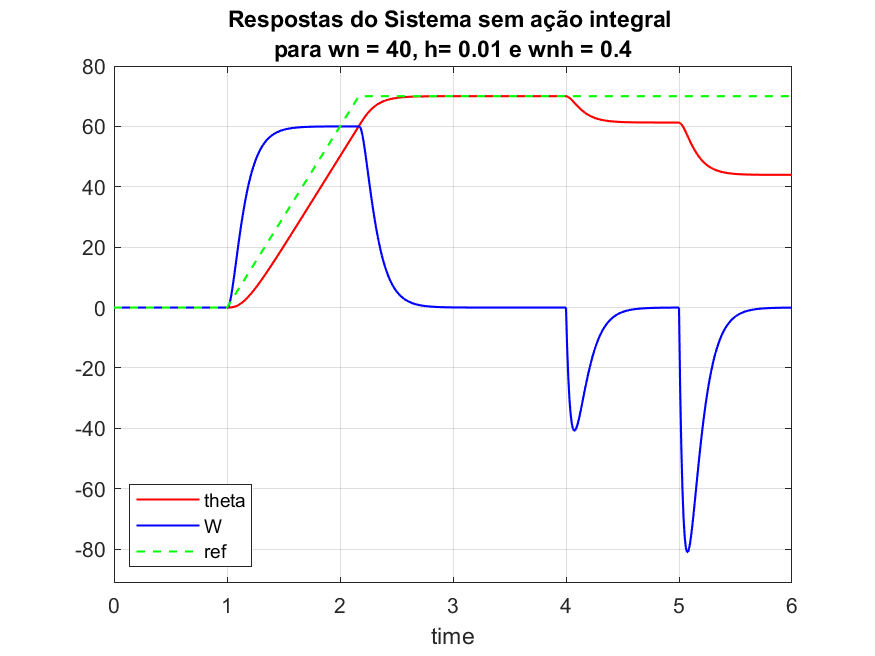 Respostas do Sistema sem ação integral
para wn = 40, h= 0.01 e wnh = 0.4
80
60
40
20
0
-20
-40
-60
-80
theta
W
ref
0 1 2 3 4 5 6
time